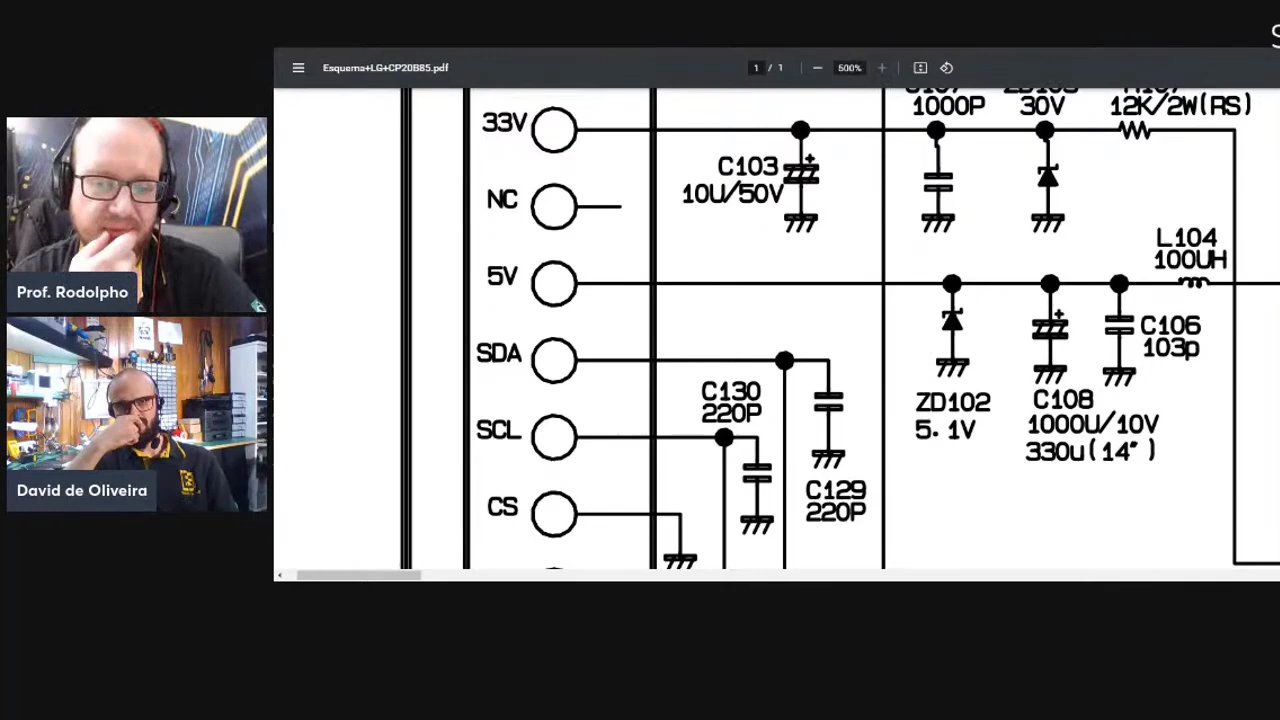 Esquema+LG+CP20B85.pdf
1 / 1
500%
Prof. Rodolpho
David de Oliveira
33V
NC
5V
SDA
SCL
CS
C103
10U/50V
1000P
30V
12K/2W(RS)
L104
100UH
C106
103p
ZD102
5.1V
C108
1000U/10V
330u(14")
C130
220P
C129
220P